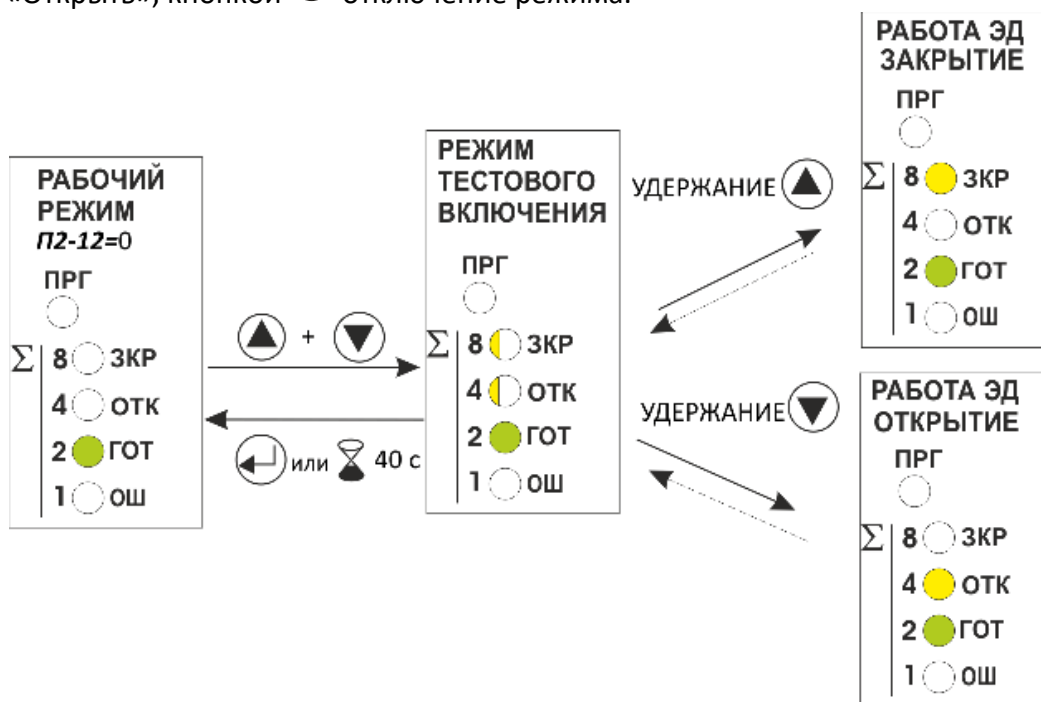 «Открыть», кнопкой отключение режима.
РАБОЧИЙ
РЕЖИМ
П2-12=0
ПРГ
Σ 8 ЗКР
4 ОТК
2 ГОТ
1 ОШ
+
или 40 с
РЕЖИМ
ТЕСТОВОГО
ВКЛЮЧЕНИЯ
ПРГ
Σ 8 ЗКР
4 ОТК
2 ГОТ
1 ОШ
УДЕРЖАНИЕ
УДЕРЖАНИЕ
РАБОТА ЭД
ЗАКРЫТИЕ
ПРГ
Σ 8 ЗКР
4 ОТК
2 ГОТ
1 ОШ
РАБОТА ЭД
ОТКРЫТИЕ
ПРГ
Σ 8 ЗКР
4 ОТК
2 ГОТ
1 ОШ